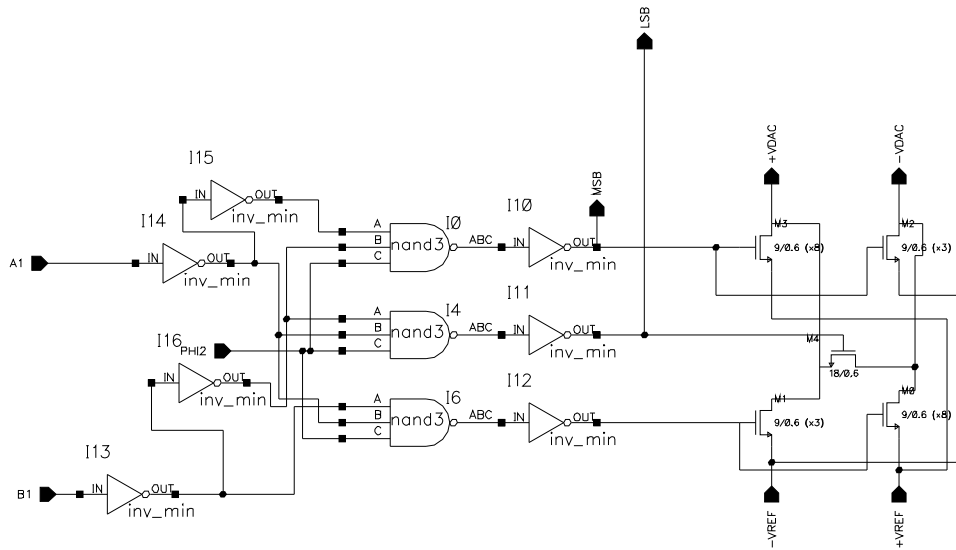 LSB
+VDAC
-VDAC
MSB
I15
IN
OUT
inv_min
I14
A1
IN
OUT
inv_min
A
B
C
nand3
I0
ABC
I10
IN
OUT
inv_min
M3
9/0.6 (x8)
M2
9/0.6 (x3)
A
B
C
nand3
I4
ABC
I11
IN
OUT
inv_min
M4
18/0.6
I16
PHI2
IN
OUT
inv_min
A
B
C
nand3
I6
ABC
I12
IN
OUT
inv_min
M1
9/0.6 (x3)
M0
9/0.6 (x8)
I13
B1
IN
OUT
inv_min
-VREF
+VREF